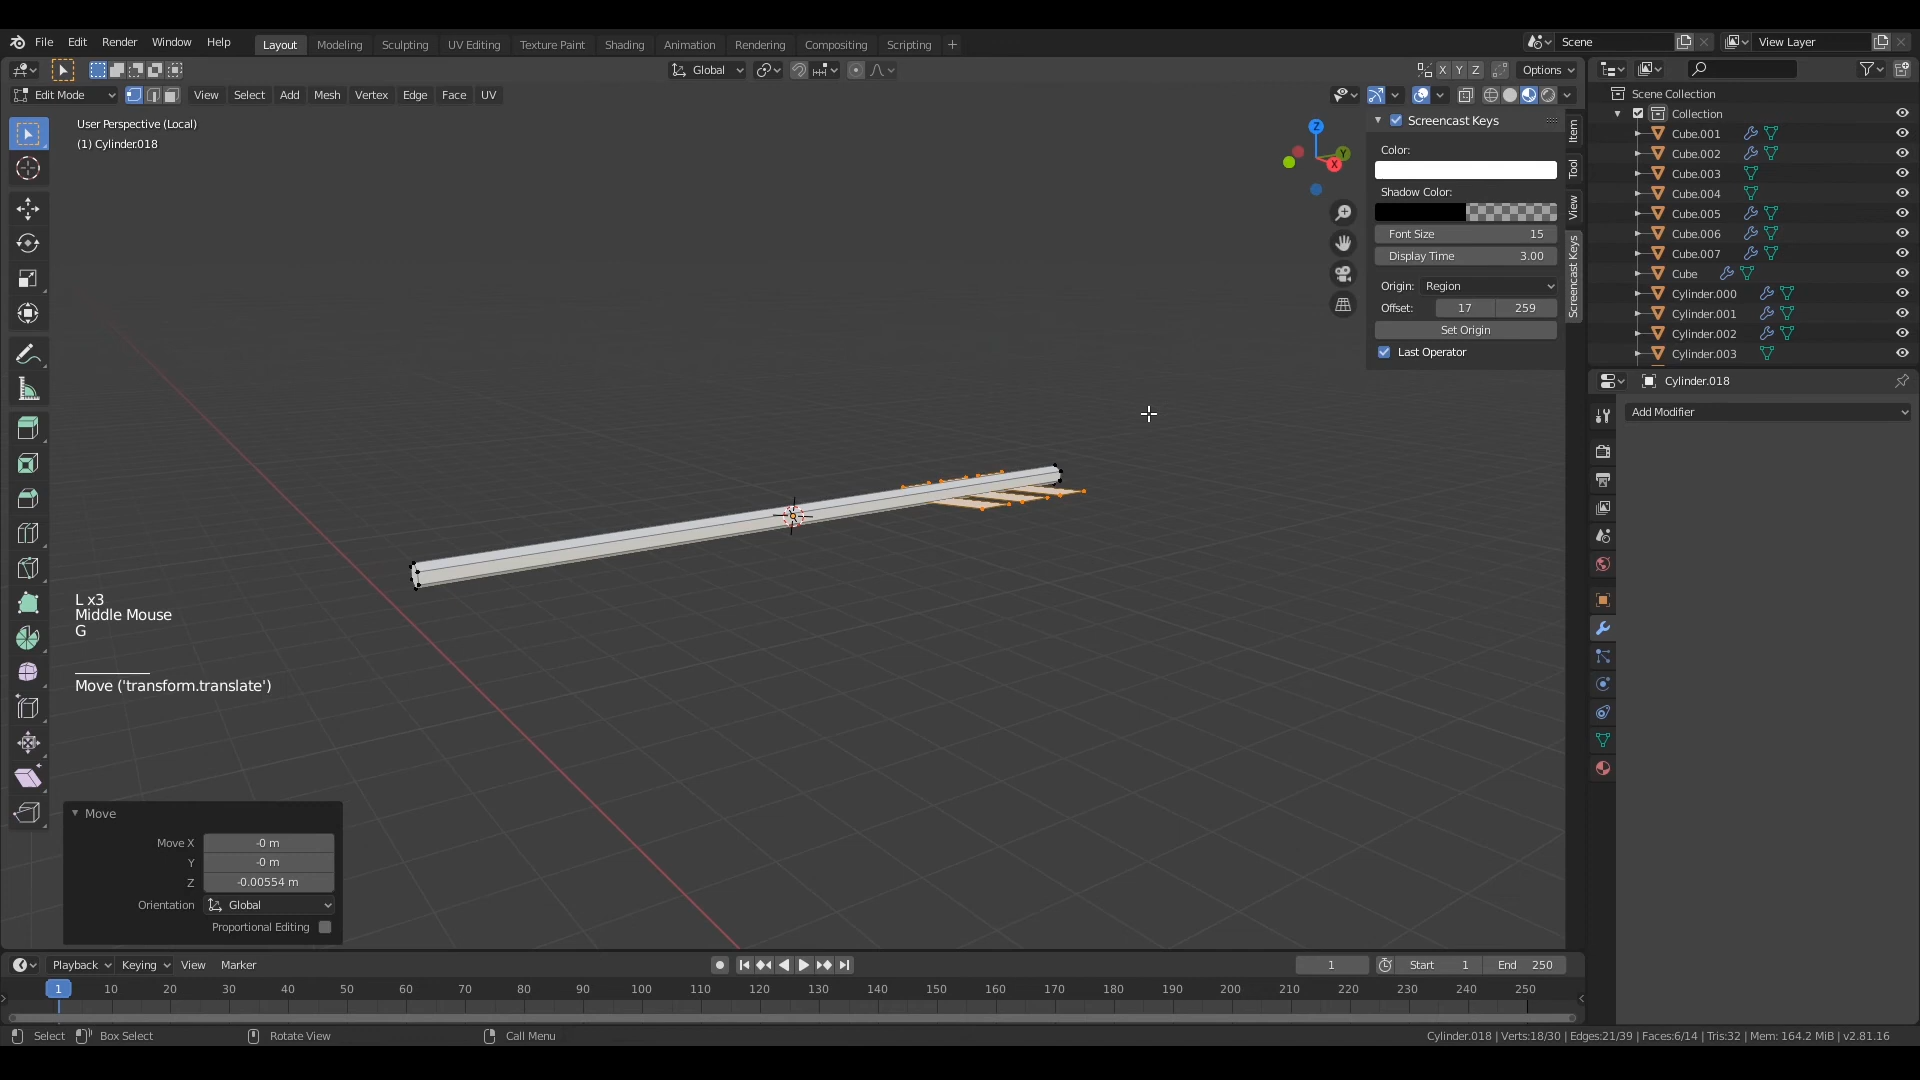 File Edit Render Window Help Layout Modeling Sculpting UV Editing Texture Paint Shading Animation Rendering Compositing Scripting + Scene View Layer
Global X Y Z Options
Edit Mode View Select Add Mesh Vertex Edge Face UV
User Perspective (Local)
(1) Cylinder.018
Z
Y
X
Screencast Keys
Color:
Shadow Color:
Font Size 15
Display Time 3.00
Origin: Region
Offset: 17 259
Set Origin
Last Operator
Item
Tool
View
Screencast Keys
Scene Collection
Collection
Cube.001
Cube.002
Cube.003
Cube.004
Cube.005
Cube.006
Cube.007
Cube
Cylinder.000
Cylinder.001
Cylinder.002
Cylinder.003
Cylinder.018
Add Modifier
L x3
Middle Mouse
G
Move ('transform.translate')
Move
Move X -0 m
Y -0 m
Z -0.00554 m
Orientation Global
Proportional Editing
Playback Keying View Marker 1 Start 1 End 250
1 10 20 30 40 50 60 70 80 90 100 110 120 130 140 150 160 170 180 190 200 210 220 230 240 250
Select Box Select Rotate View Call Menu Cylinder.018 | Verts:18/30 | Edges:21/39 | Faces:6/14 | Tris:32 | Mem: 164.2 MiB | v2.81.16